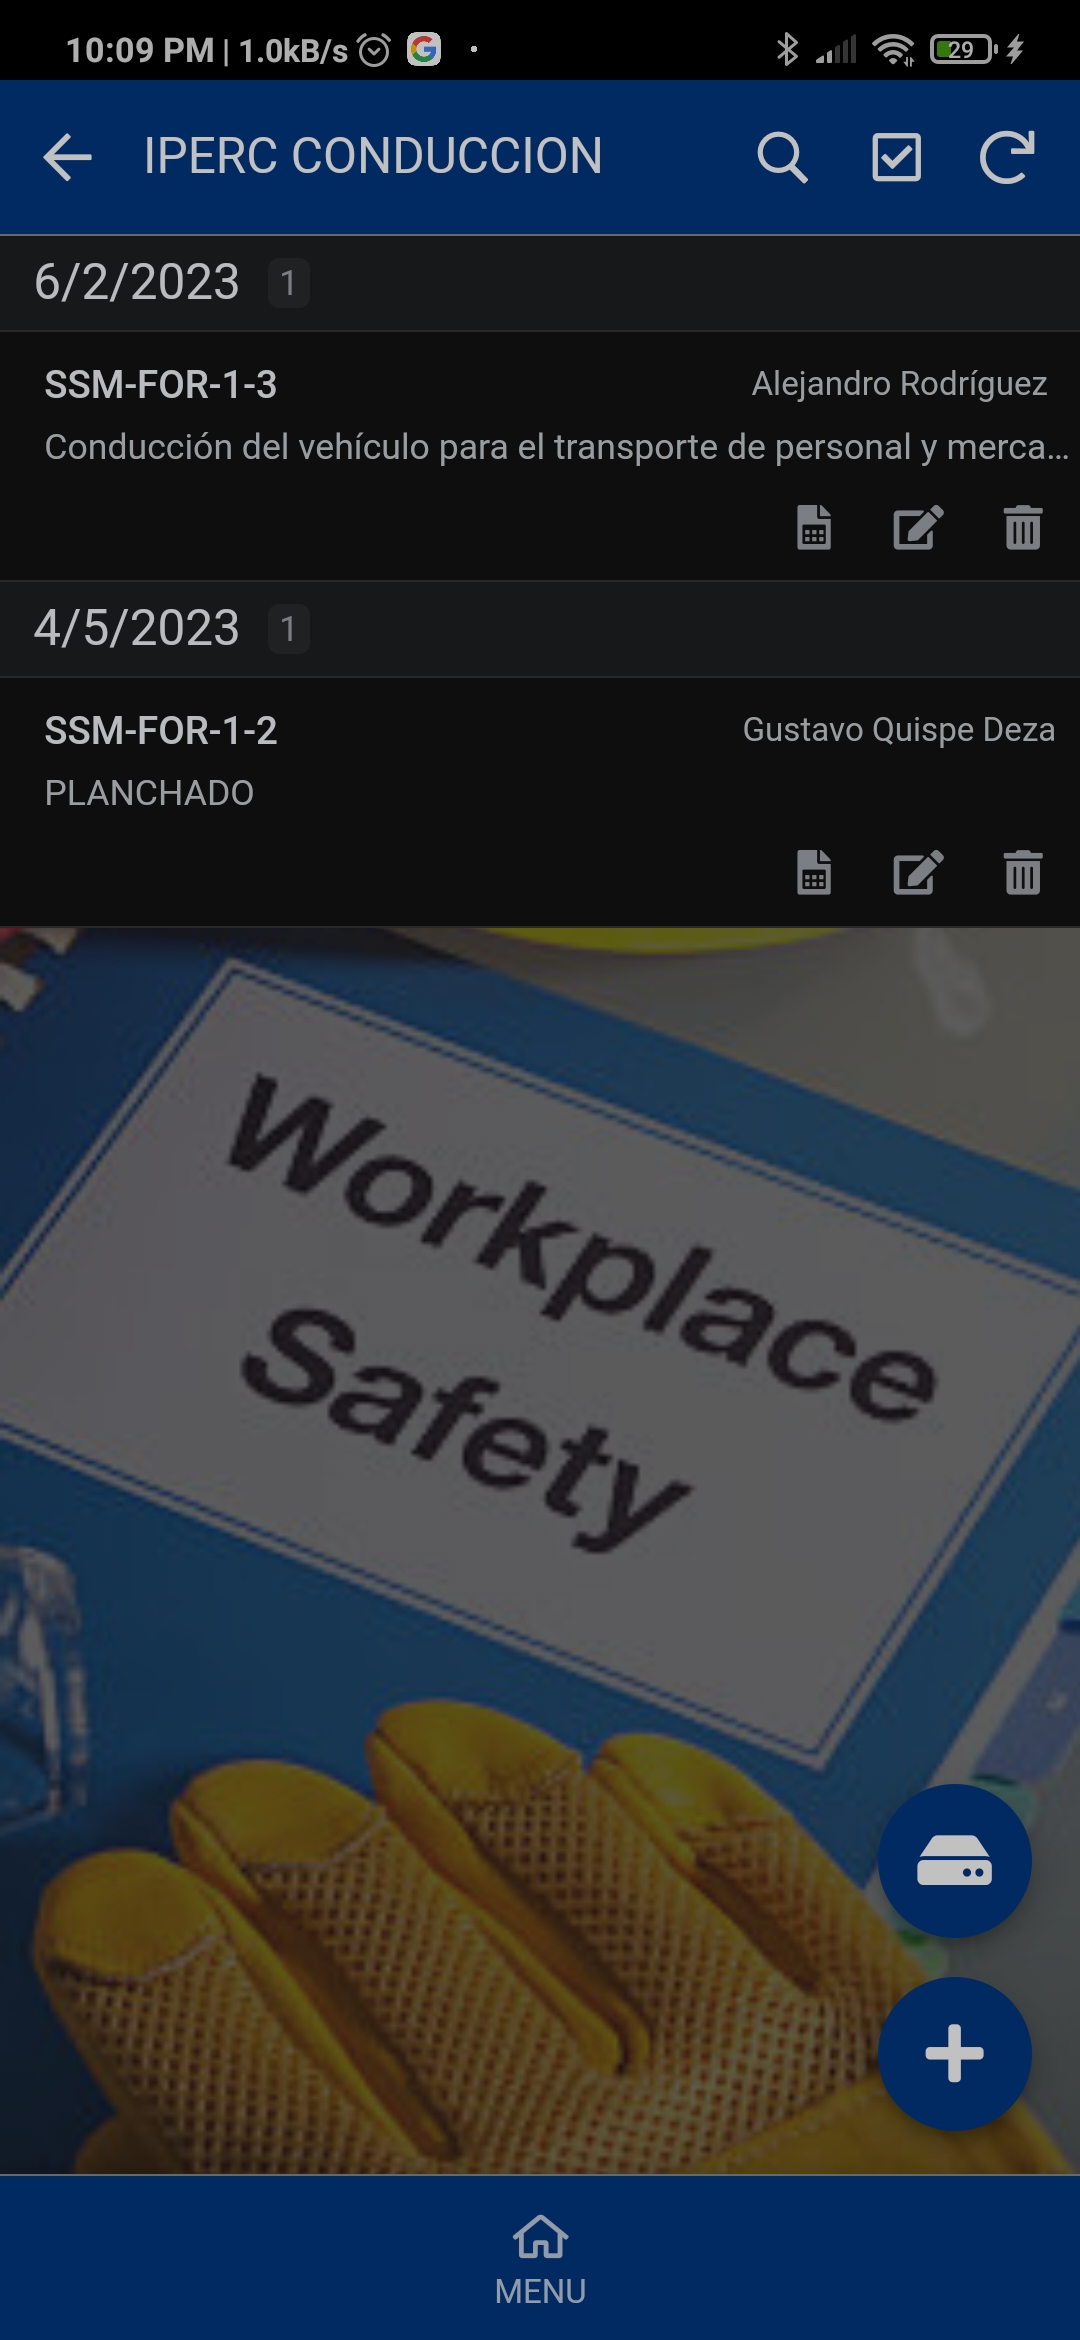 10:09 PM | 1.0kB/s
29
IPERC CONDUCCION
6/2/2023 1
SSM-FOR-1-3 Alejandro Rodríguez
Conducción del vehículo para el transporte de personal y merca...
4/5/2023 1
SSM-FOR-1-2 Gustavo Quispe Deza
PLANCHADO
Workplace
Safety
MENU